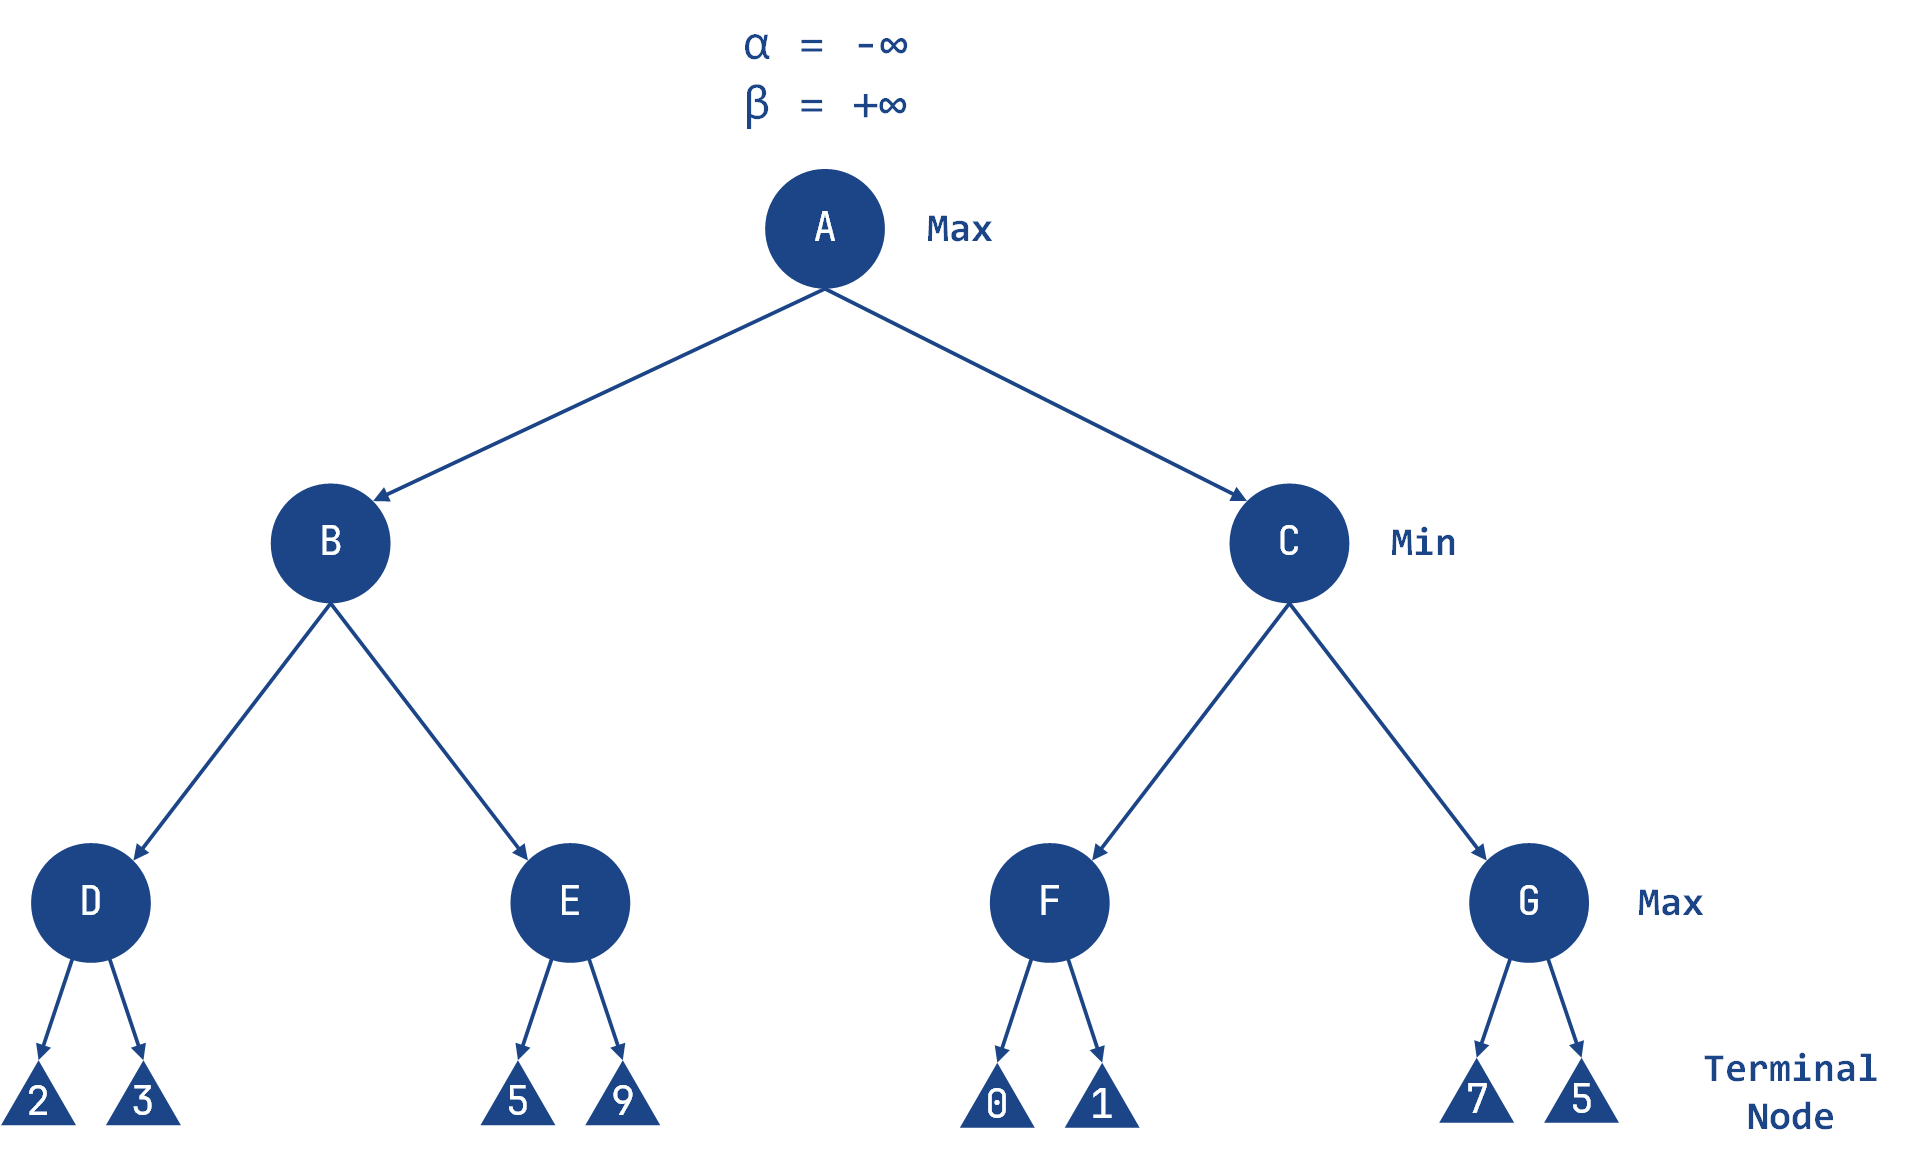 α = -∞
β = +∞
A Max
B C Min
D E F G Max
2 3 5 9 0 1 7 5 Terminal
Node